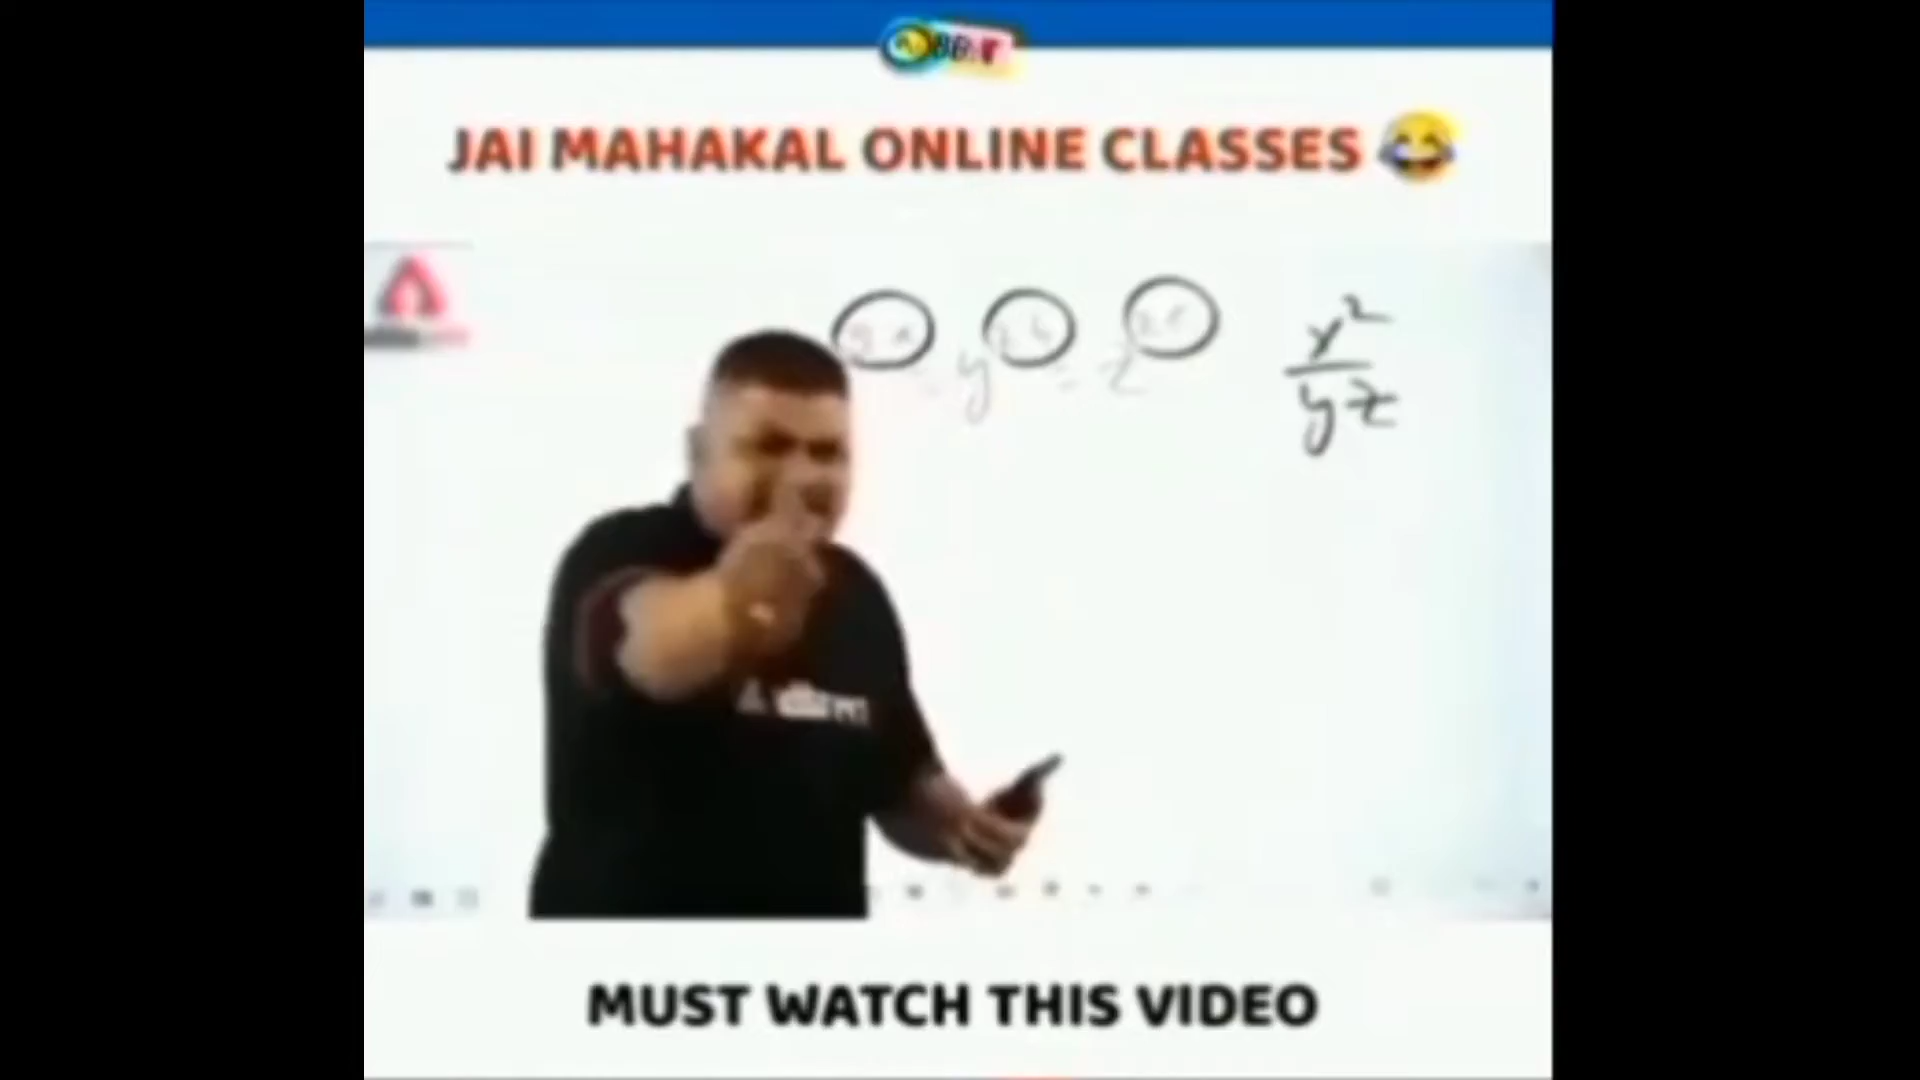 JAI MAHAKAL ONLINE CLASSES 😂
= y = z
x²
yz
MUST WATCH THIS VIDEO